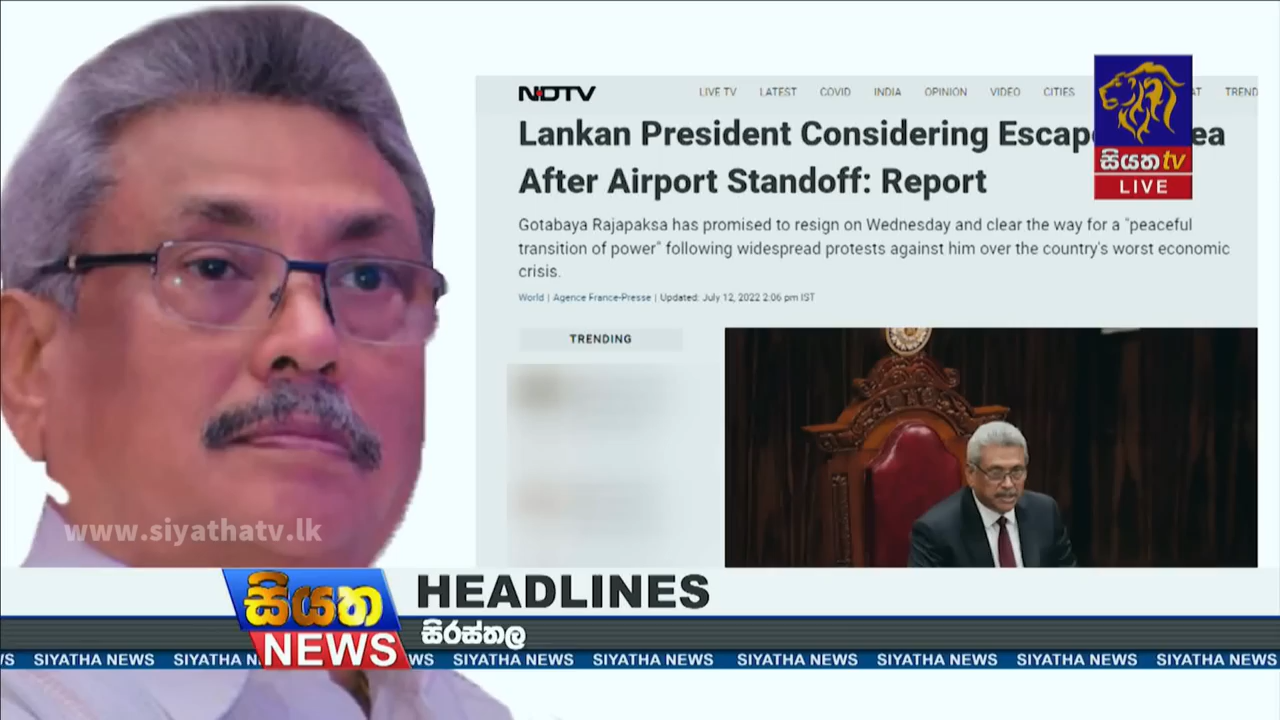 NDTV
LIVE TV LATEST COVID INDIA OPINION VIDEO CITES
Lankan President Considering Escape
After Airport Standoff: Report
Gotabaya Rajapaksa has promised to resign on Wednesday and clear the way for a "peaceful
transition of power" following widespread protests against him over the country's worst economic
crisis.
World | Agence France-Presse | Updated: July 12, 2022 2:06 pm IST
TRENDING
සියත tv
LIVE
www.siyathatv.lk
සියත
NEWS
HEADLINES
සිරස්තල
SIYATHA NEWS SIYATHA NEWS SIYATHA NEWS SIYATHA NEWS SIYATHA NEWS SIYATHA NEWS SIYATHA NEWS SIYATHA NEWS